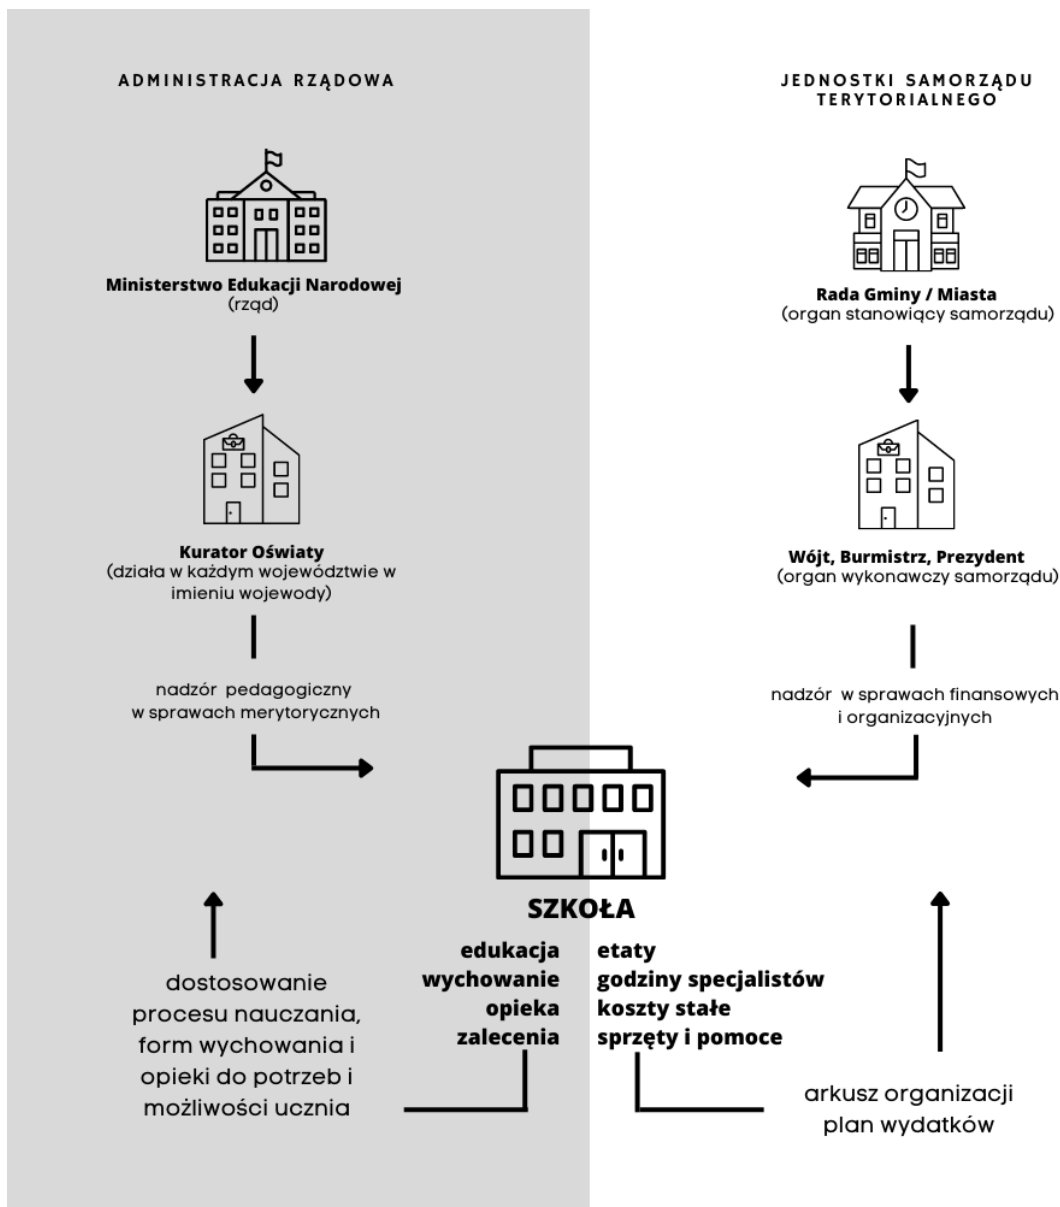 ADMINISTRACJA RZĄDOWA
Ministerstwo Edukacji Narodowej
(rząd)
Kurator Oświaty
(działa w każdym województwie w
imieniu wojewody)
nadzór pedagogiczny
w sprawach merytorycznych
JEDNOSTKI SAMORZĄDU
TERYTORIALNEGO
Rada Gminy / Miasta
(organ stanowiący samorządu)
Wójt, Burmistrz, Prezydent
(organ wykonawczy samorządu)
nadzór w sprawach finansowych
i organizacyjnych
SZKOŁA
edukacja
wychowanie
opieka
zalecenia
etaty
godziny specjalistów
koszty stałe
sprzęty i pomoce
dostosowanie
procesu nauczania,
form wychowania i
opieki do potrzeb i
możliwości ucznia
arkusz organizacji
plan wydatków